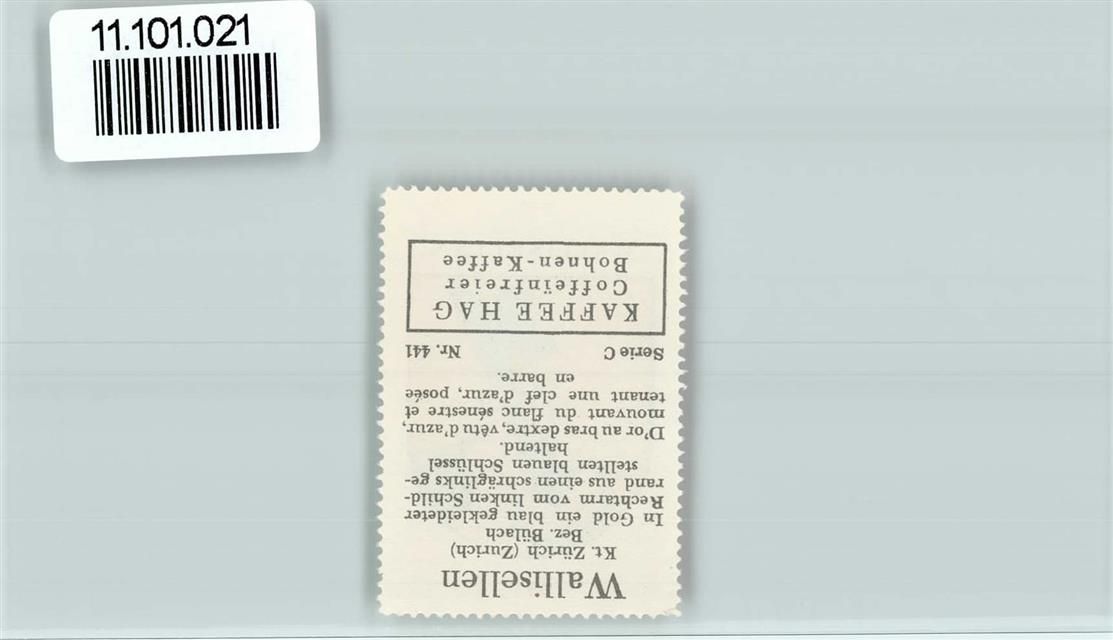 11.101.021
Wallisellen
Kt. Zürich (Zurich)
Bez. Bülach
In Gold ein blau gekleideter
Rechtarm vom linken Schild-
rand aus einen schräglinks ge-
stellten blauen Schlüssel
haltend.
D'or au bras dextre, vêtu d'azur,
mouvant du flanc sénestre et
tenant une clef d'azur, posée
en barre.
Serie C Nr. 441
KAFFEE HAG
Coffeïnfreier
Bohnen-Kaffee